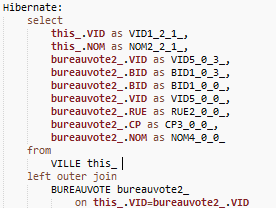 Hibernate:
select
this_.VID as VID1_2_1_,
this_.NOM as NOM2_2_1_,
bureauvote2_.VID as VID5_0_3_,
bureauvote2_.BID as BID1_0_3_,
bureauvote2_.BID as BID1_0_0_,
bureauvote2_.VID as VID5_0_0_,
bureauvote2_.RUE as RUE2_0_0_,
bureauvote2_.CP as CP3_0_0_,
bureauvote2_.NOM as NOM4_0_0_
from
VILLE this_
left outer join
BUREAUVOTE bureauvote2_
on this_.VID=bureauvote2_.VID